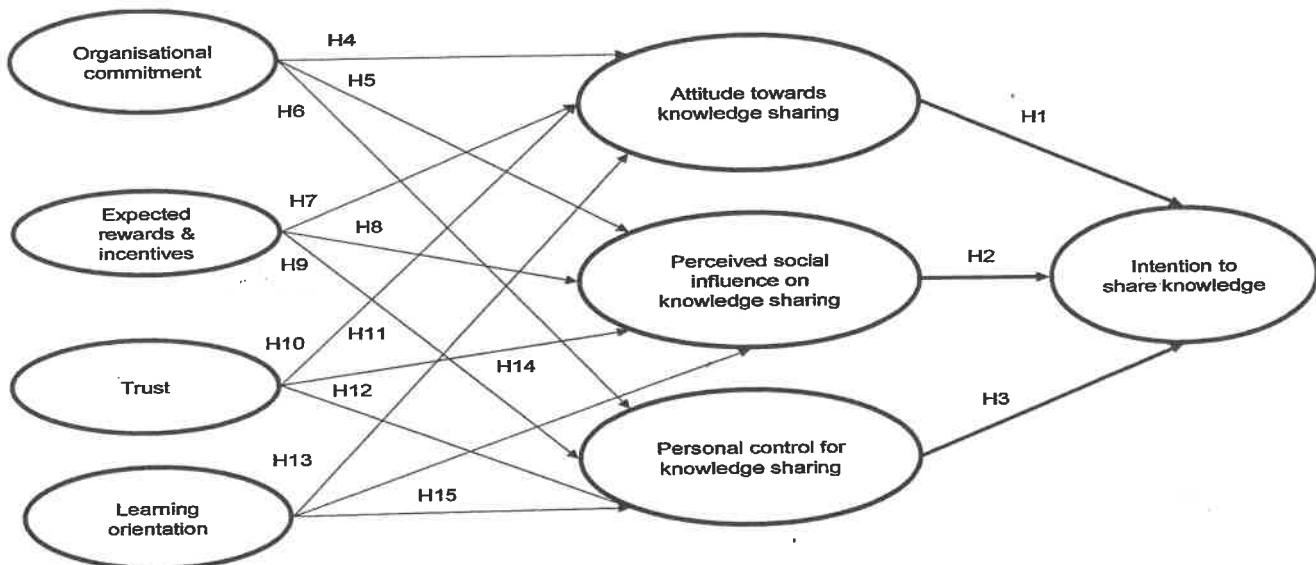 Organisational
commitment
Expected
rewards &
incentives
Trust
Learning
orientation
H4
H5
H6
H7
H8
H9
H10
H11
H12
H13
H14
H15
Attitude towards
knowledge sharing
Perceived social
influence on
knowledge sharing
Personal control for
knowledge sharing
H1
H2
H3
Intention to
share knowledge